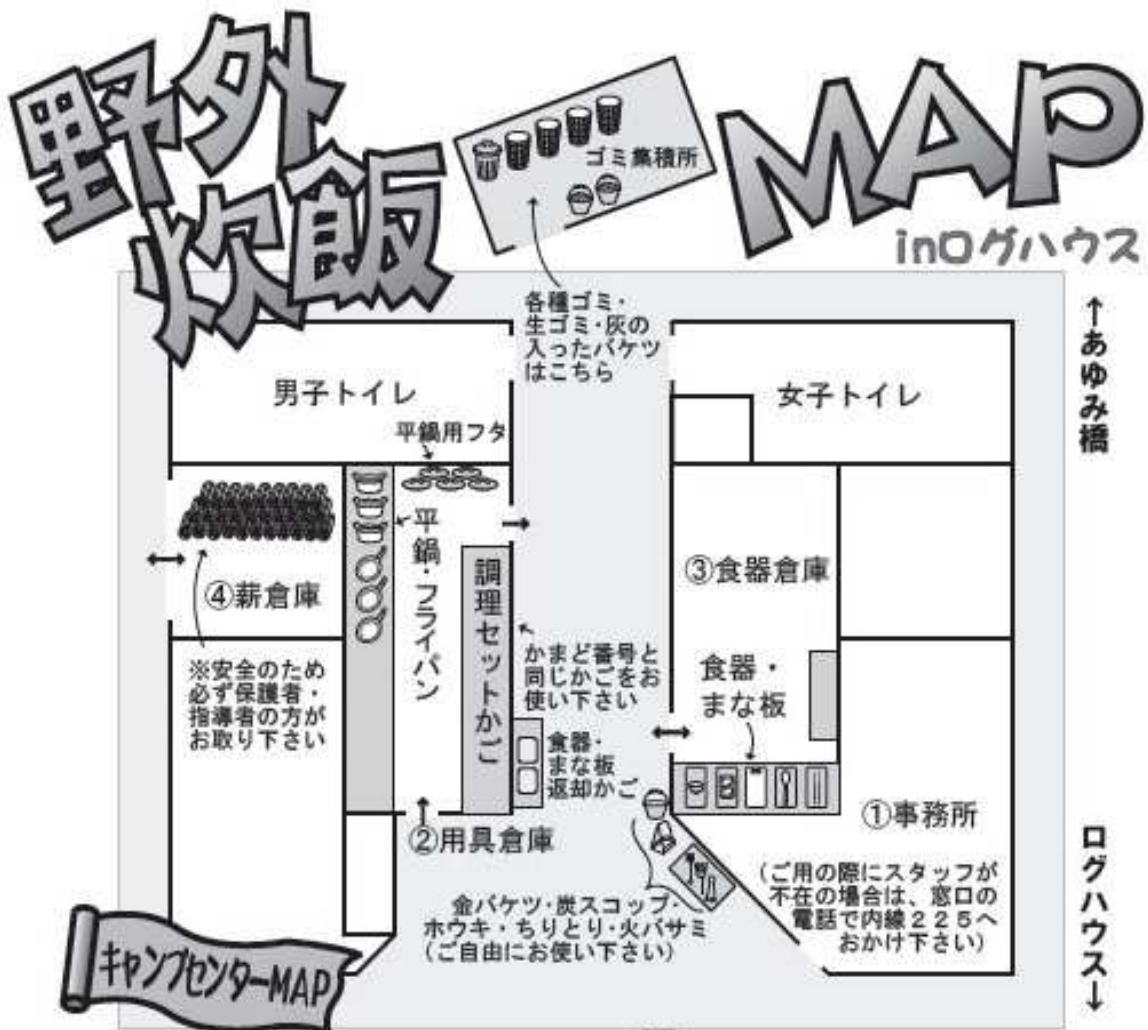 野外
炊飯
MAP
inログハウス
ゴミ集積所
各種ゴミ・
生ゴミ・灰の
入ったバケツ
はこちら
↑あゆみ橋
男子トイレ
女子トイレ
平鍋用フタ
平鍋・フライパン
④薪倉庫
※安全のため
必ず保護者・
指導者の方が
お取り下さい
調理セットかご
かまど番号と
同じかごをお
使い下さい
食器・
まな板
返却かご
②用具倉庫
③食器倉庫
食器・
まな板
①事務所
(ご用の際にスタッフが
不在の場合は、窓口の
電話で内線225へ
おかけ下さい)
金バケツ・炭スコップ・
ホウキ・ちりとり・火バサミ
(ご自由にお使い下さい)
ログハウス↓
キャンプセンターMAP